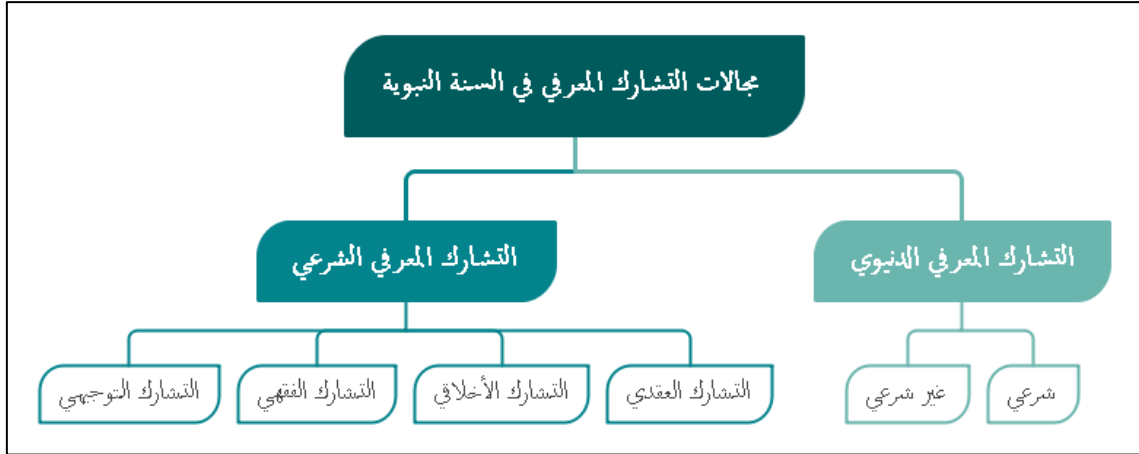 مجالات التشارك المعرفي في السنة النبوية
التشارك المعرفي الدنيوي
التشارك المعرفي الشرعي
شرعي
غير شرعي
التشارك العقدي
التشارك الأخلاقي
التشارك الفقهي
التشارك التوجيهي